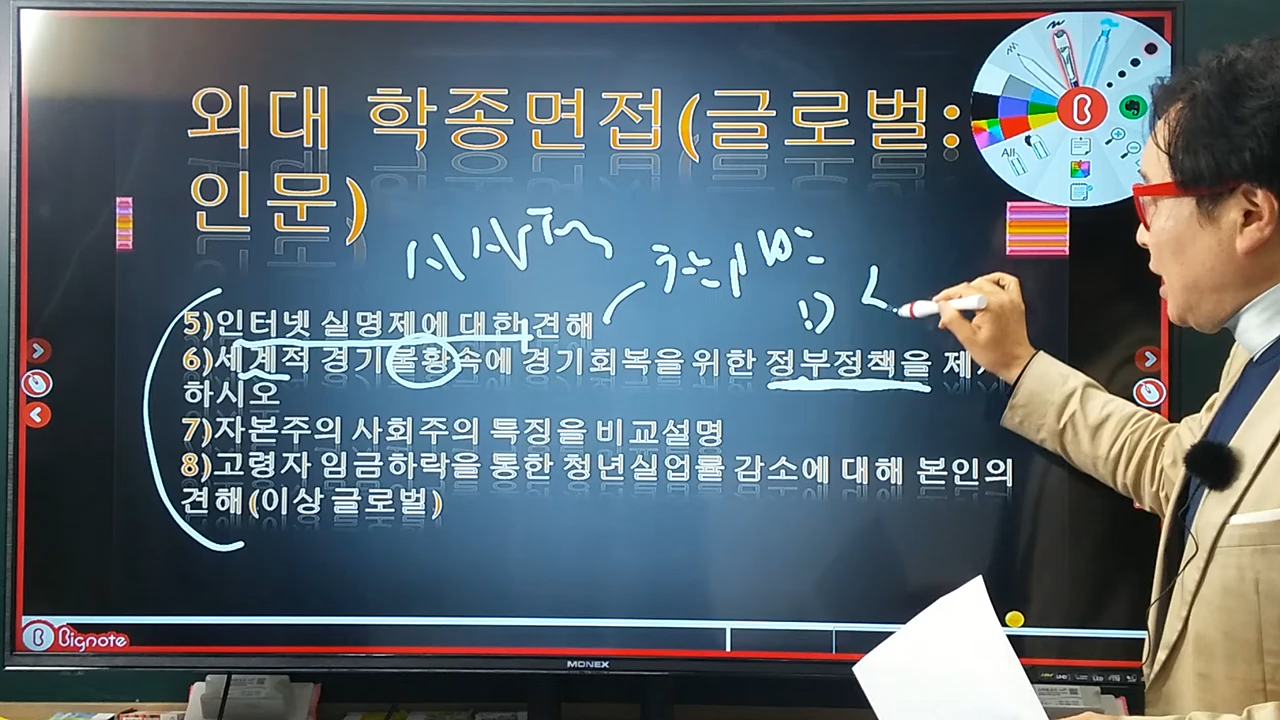 외대 학종면접(글로벌:
인문)
5)인터넷 실명제에 대한 견해
6)세계적 경기불황속에 경기회복을 위한 정부정책을 제
하시오
7)자본주의 사회주의 특징을 비교설명
8)고령자 임금하락을 통한 청년실업률 감소에 대해 본인의
견해(이상 글로벌)
All
Bignote
MONEX